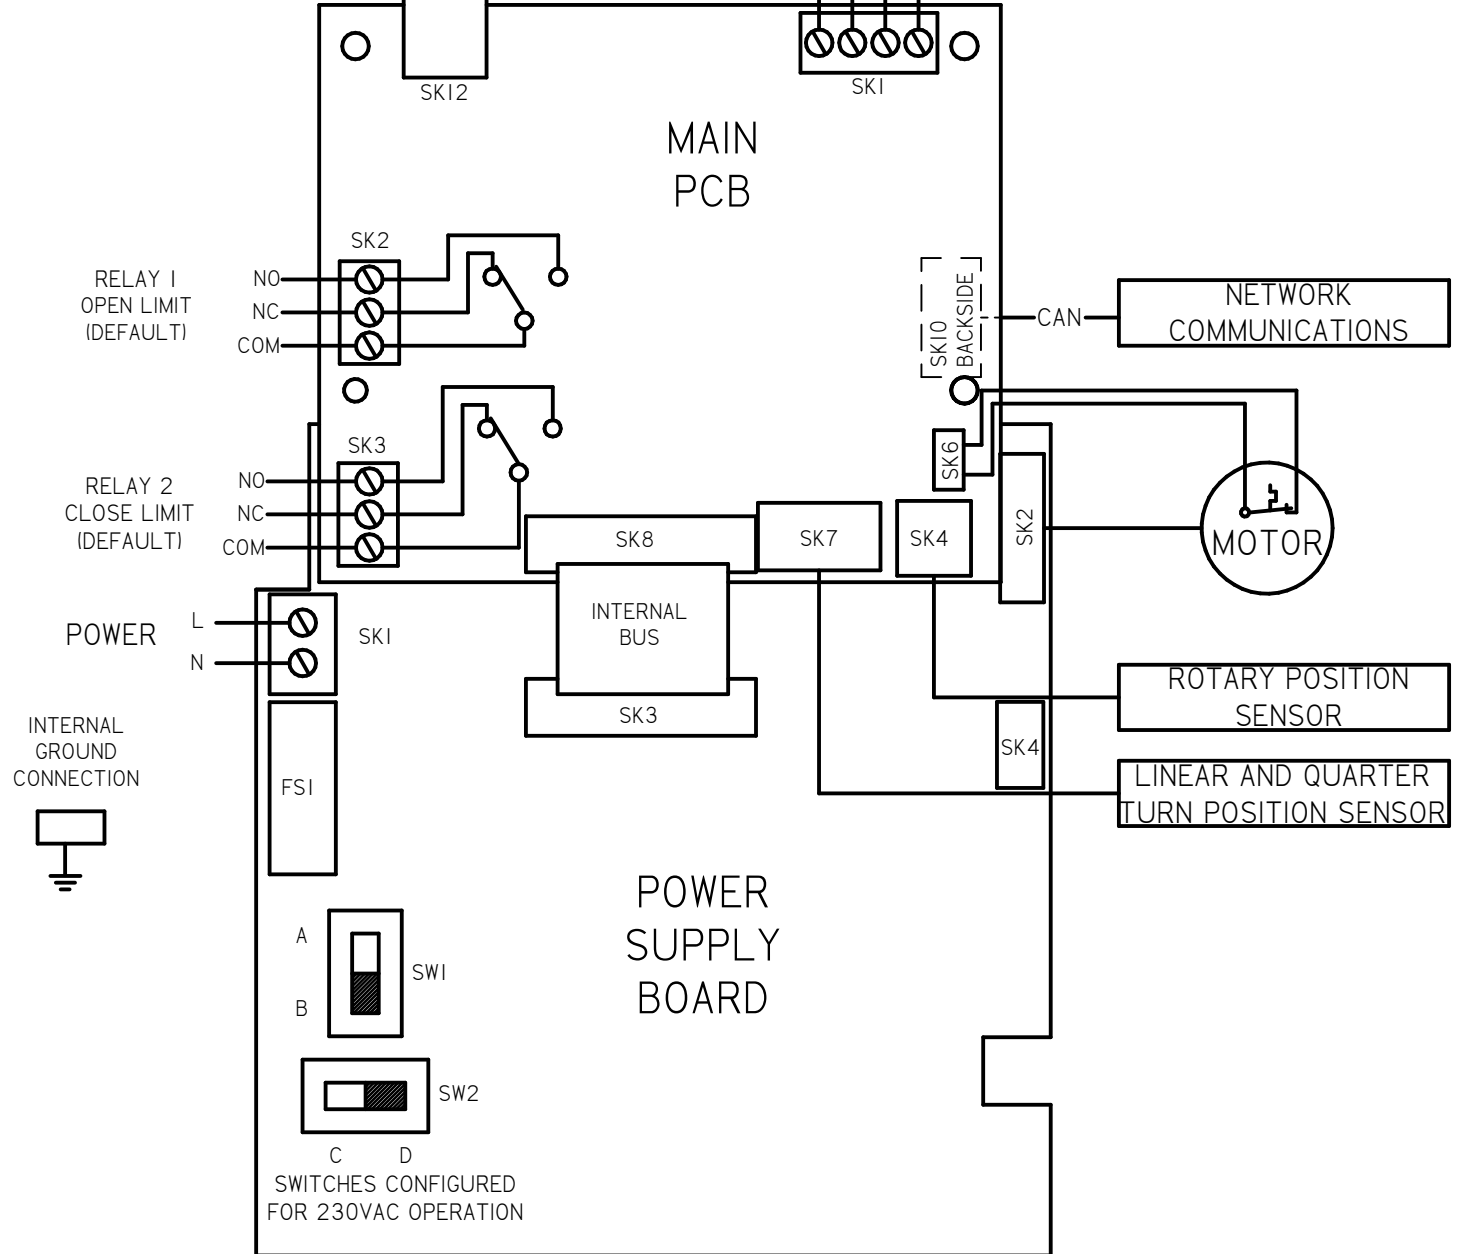 SK12
SK1
MAIN
PCB
SK2
RELAY 1
OPEN LIMIT
(DEFAULT)
NO
NC
COM
SK10
BACKSIDE
CAN
NETWORK
COMMUNICATIONS
SK3
RELAY 2
CLOSE LIMIT
(DEFAULT)
NO
NC
COM
SK6
SK8
SK7
SK4
SK2
MOTOR
POWER
L
N
SK1
INTERNAL
BUS
SK3
ROTARY POSITION
SENSOR
SK4
LINEAR AND QUARTER
TURN POSITION SENSOR
INTERNAL
GROUND
CONNECTION
FS1
POWER
SUPPLY
BOARD
A
B
SW1
SW2
C D
SWITCHES CONFIGURED
FOR 230VAC OPERATION